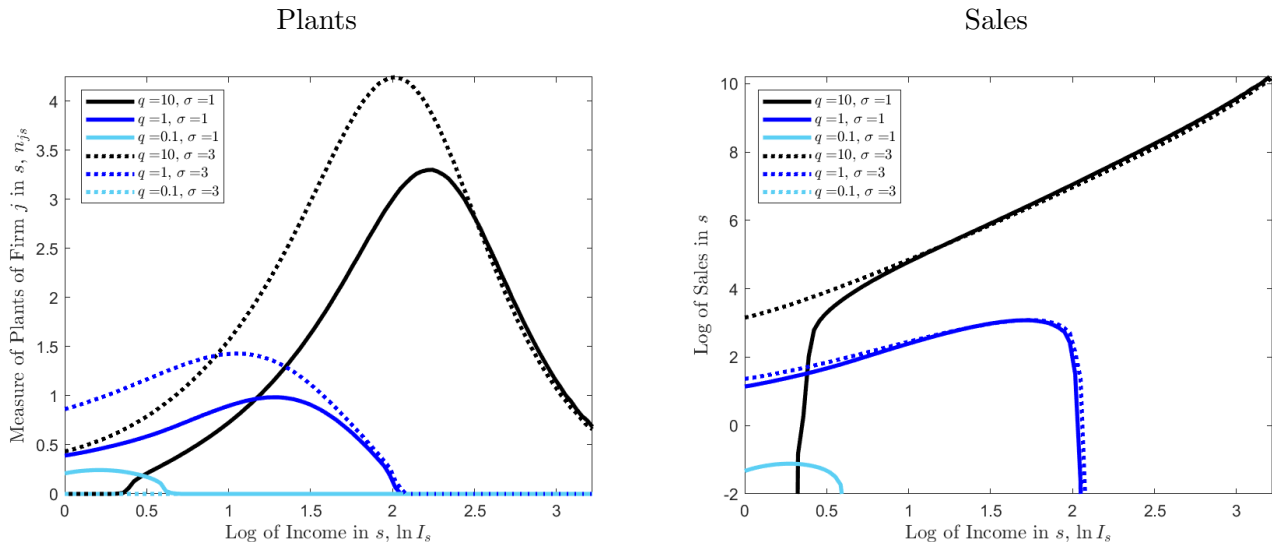 Plants
Measure of Plants of Firm j in s, n_{js}
4
3.5
3
2.5
2
1.5
1
0.5
0
q =10, σ =1
q =1, σ =1
q =0.1, σ =1
q =10, σ =3
q =1, σ =3
q =0.1, σ =3
0 0.5 1 1.5 2 2.5 3
Log of Income in s, ln I_s
Sales
Log of Sales in s
10
8
6
4
2
0
-2
q =10, σ =1
q =1, σ =1
q =0.1, σ =1
q =10, σ =3
q =1, σ =3
q =0.1, σ =3
0 0.5 1 1.5 2 2.5 3
Log of Income in s, ln I_s